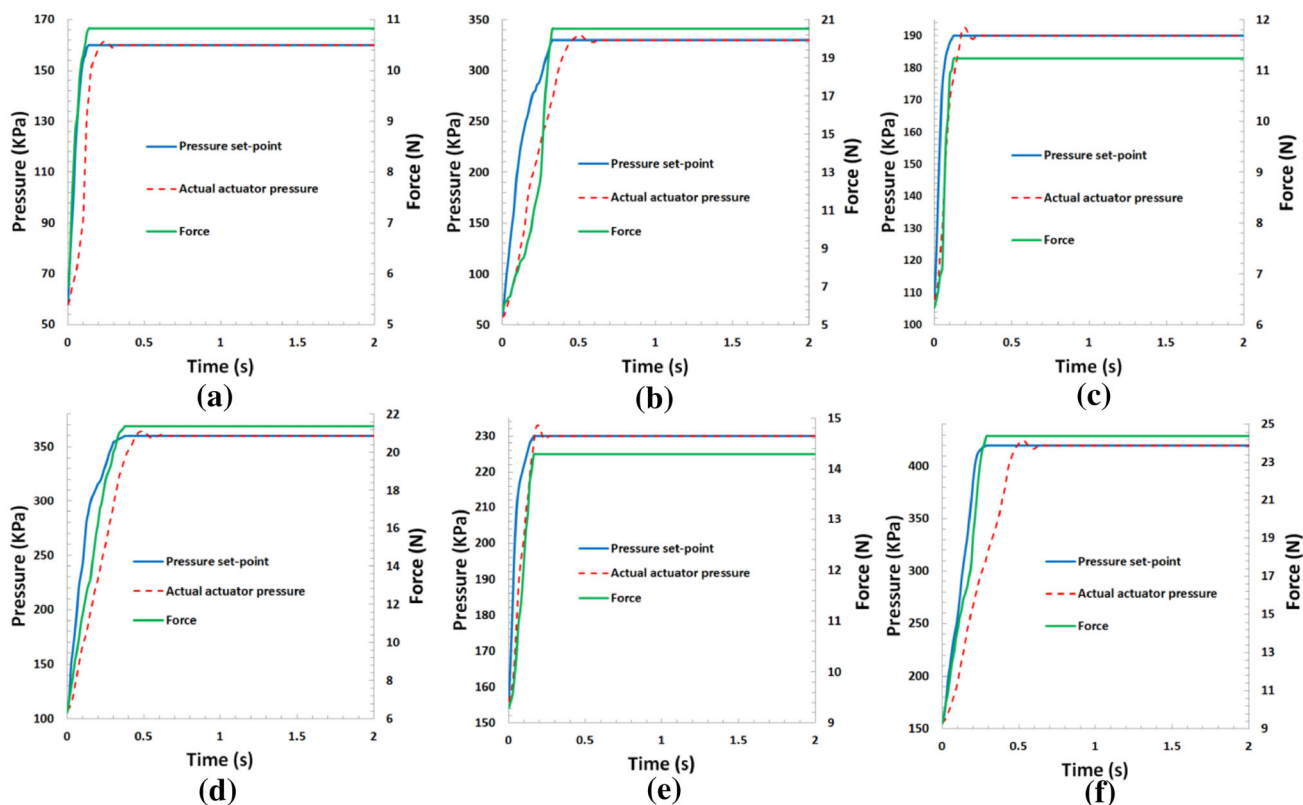 170
150
130
110
90
70
50
Pressure (KPa)
11
10
9
8
7
6
5
Force (N)
Pressure set-point
Actual actuator pressure
Force
0
0.5
1
1.5
2
Time (s)
(a)
350
300
250
200
150
100
50
Pressure (KPa)
21
19
17
15
13
11
9
7
5
Force (N)
Pressure set-point
Actual actuator pressure
Force
0
0.5
1
1.5
2
Time (s)
(b)
190
180
170
160
150
140
130
120
110
100
Pressure (KPa)
12
11
10
9
8
7
6
Force (N)
Pressure set-point
Actual actuator pressure
Force
0
0.5
1
1.5
2
Time (s)
(c)
350
300
250
200
150
100
Pressure (KPa)
22
20
18
16
14
12
10
8
6
Force (N)
Pressure set-point
Actual actuator pressure
Force
0
0.5
1
1.5
2
Time (s)
(d)
230
220
210
200
190
180
170
160
150
Pressure (KPa)
15
14
13
12
11
10
9
Force (N)
Pressure set-point
Actual actuator pressure
Force
0
0.5
1
1.5
2
Time (s)
(e)
400
350
300
250
200
150
Pressure (KPa)
25
23
21
19
17
15
13
11
9
Force (N)
Pressure set-point
Actual actuator pressure
Force
0
0.5
1
1.5
2
Time (s)
(f)